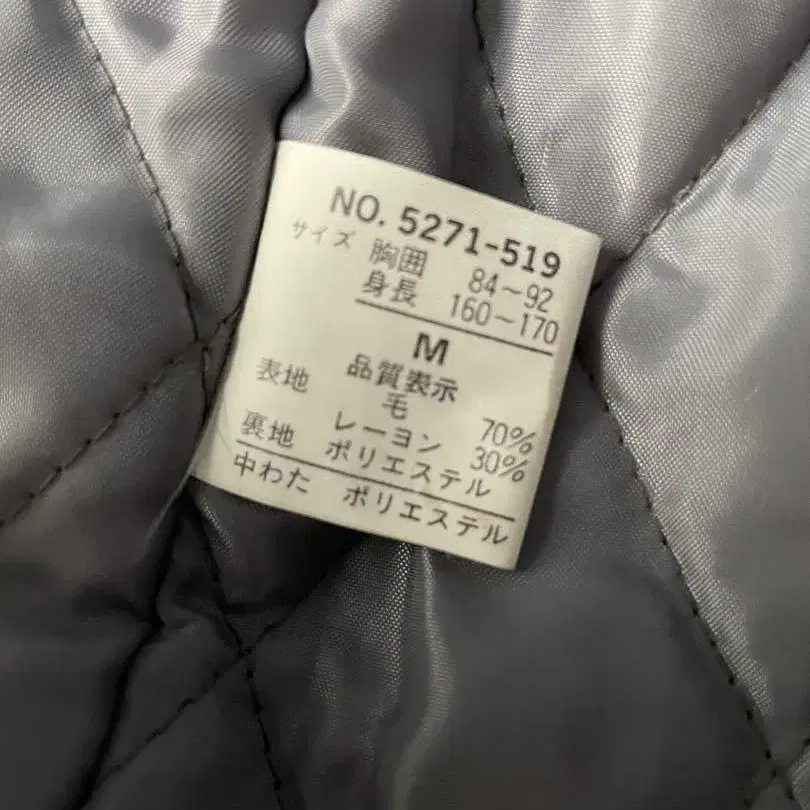 NO. 5271-519
サイズ 胸囲 84～92
身長 160～170
M
品質表示
表地 毛 70%
レーヨン 30%
裏地 ポリエステル
中わた ポリエステル